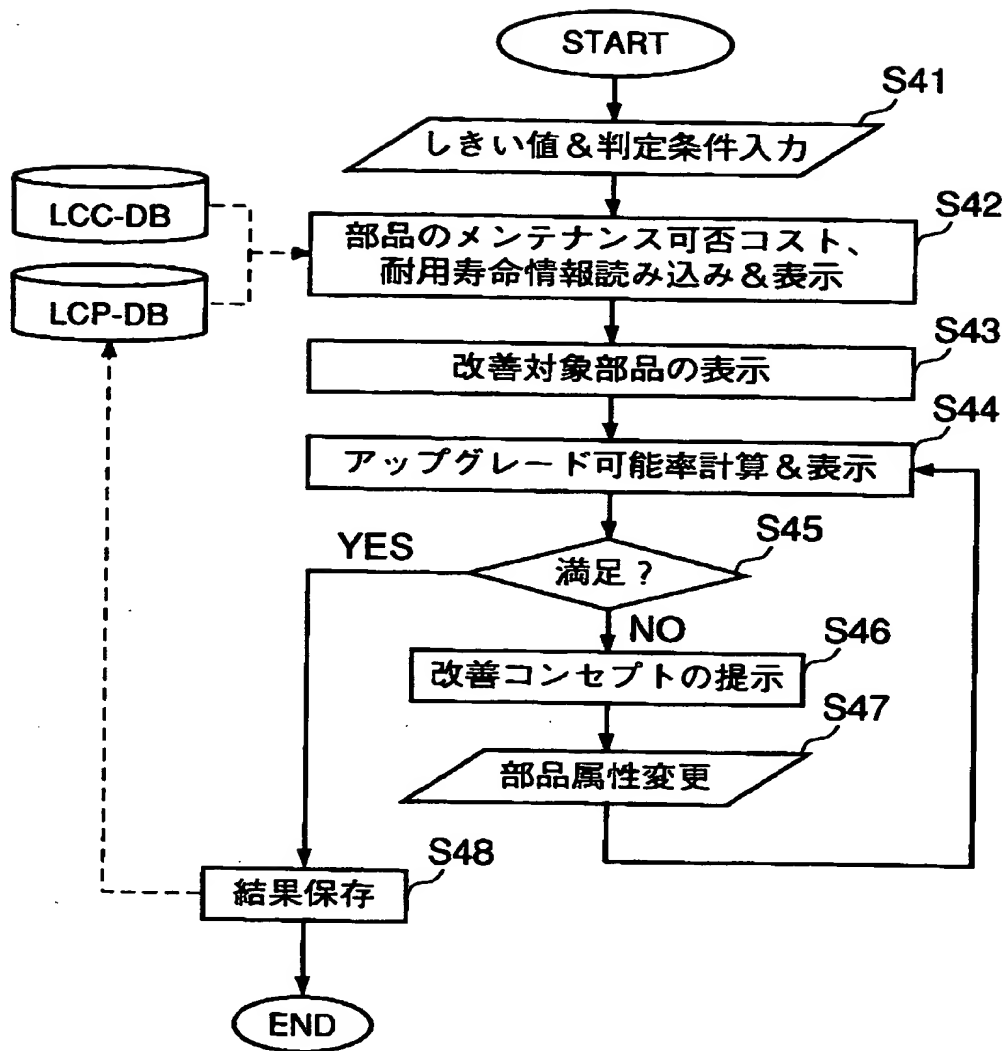 START
S41
しきい値&判定条件入力
LCC-DB
S42
部品のメンテナンス可否コスト、
耐用寿命情報読み込み&表示
LCP-DB
S43
改善対象部品の表示
S44
アップグレード可能率計算&表示
S45
YES
満足?
NO
S46
改善コンセプトの提示
S47
部品属性変更
S48
結果保存
END